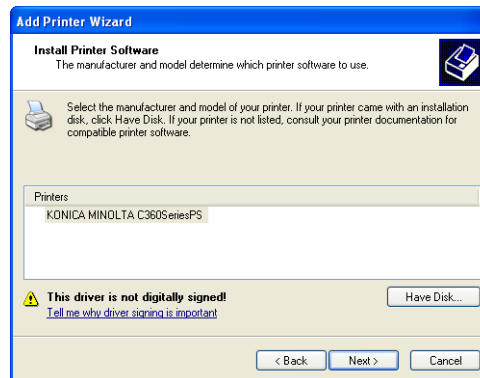 Add Printer Wizard
Install Printer Software
The manufacturer and model determine which printer software to use.
Select the manufacturer and model of your printer. If your printer came with an installation
disk, click Have Disk. If your printer is not listed, consult your printer documentation for
compatible printer software.
Printers
KONICA MINOLTA C360SeriesPS
This driver is not digitally signed!
Have Disk...
Tell me why driver signing is important
< Back
Next >
Cancel